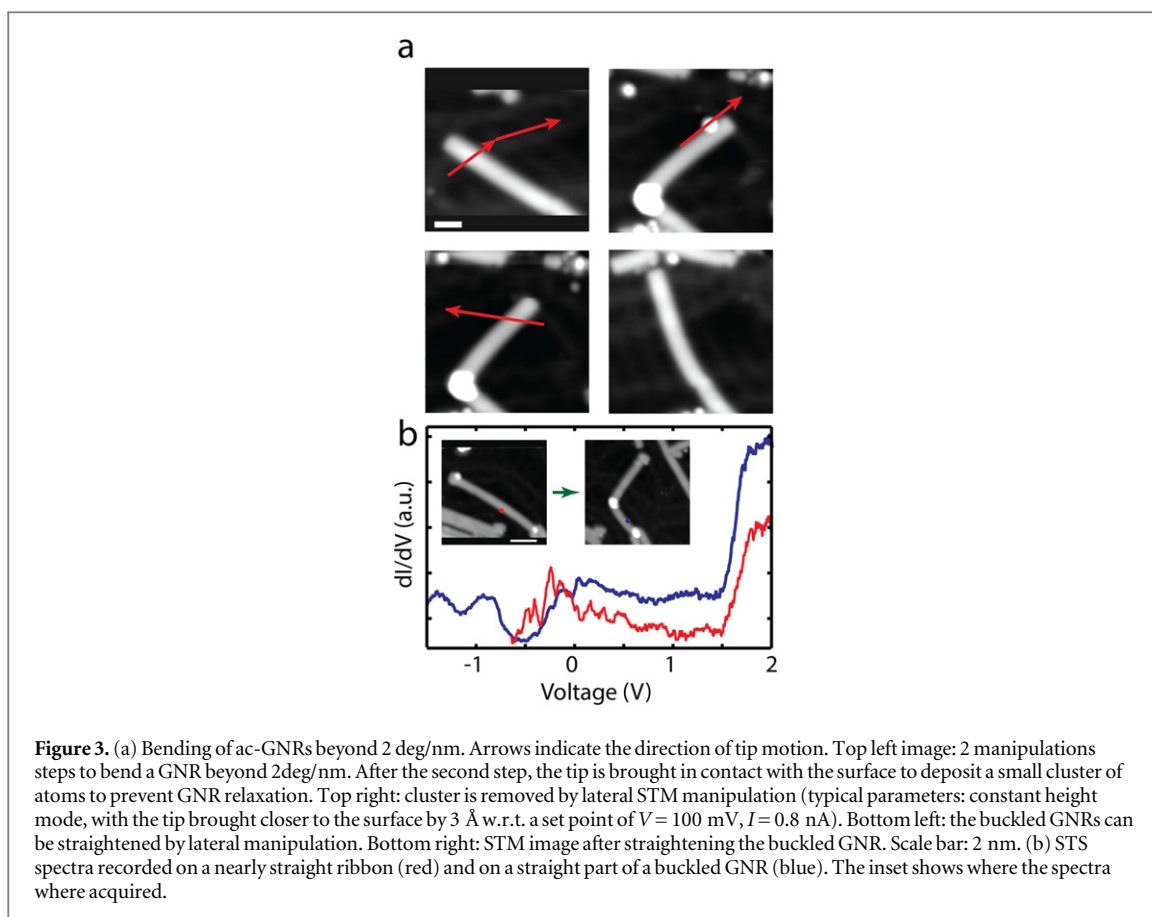 a
b
dI/dV (a.u.)
-1 0 1 2
Voltage (V)
Figure 3. (a) Bending of ac-GNRs beyond 2 deg/nm. Arrows indicate the direction of tip motion. Top left image: 2 manipulations
steps to bend a GNR beyond 2deg/nm. After the second step, the tip is brought in contact with the surface to deposit a small cluster of
atoms to prevent GNR relaxation. Top right: cluster is removed by lateral STM manipulation (typical parameters: constant height
mode, with the tip brought closer to the surface by 3 Å w.r.t. a set point of V = 100 mV, I = 0.8 nA). Bottom left: the buckled GNRs can
be straightened by lateral manipulation. Bottom right: STM image after straightening the buckled GNR. Scale bar: 2 nm. (b) STS
spectra recorded on a nearly straight ribbon (red) and on a straight part of a buckled GNR (blue). The inset shows where the spectra
where acquired.